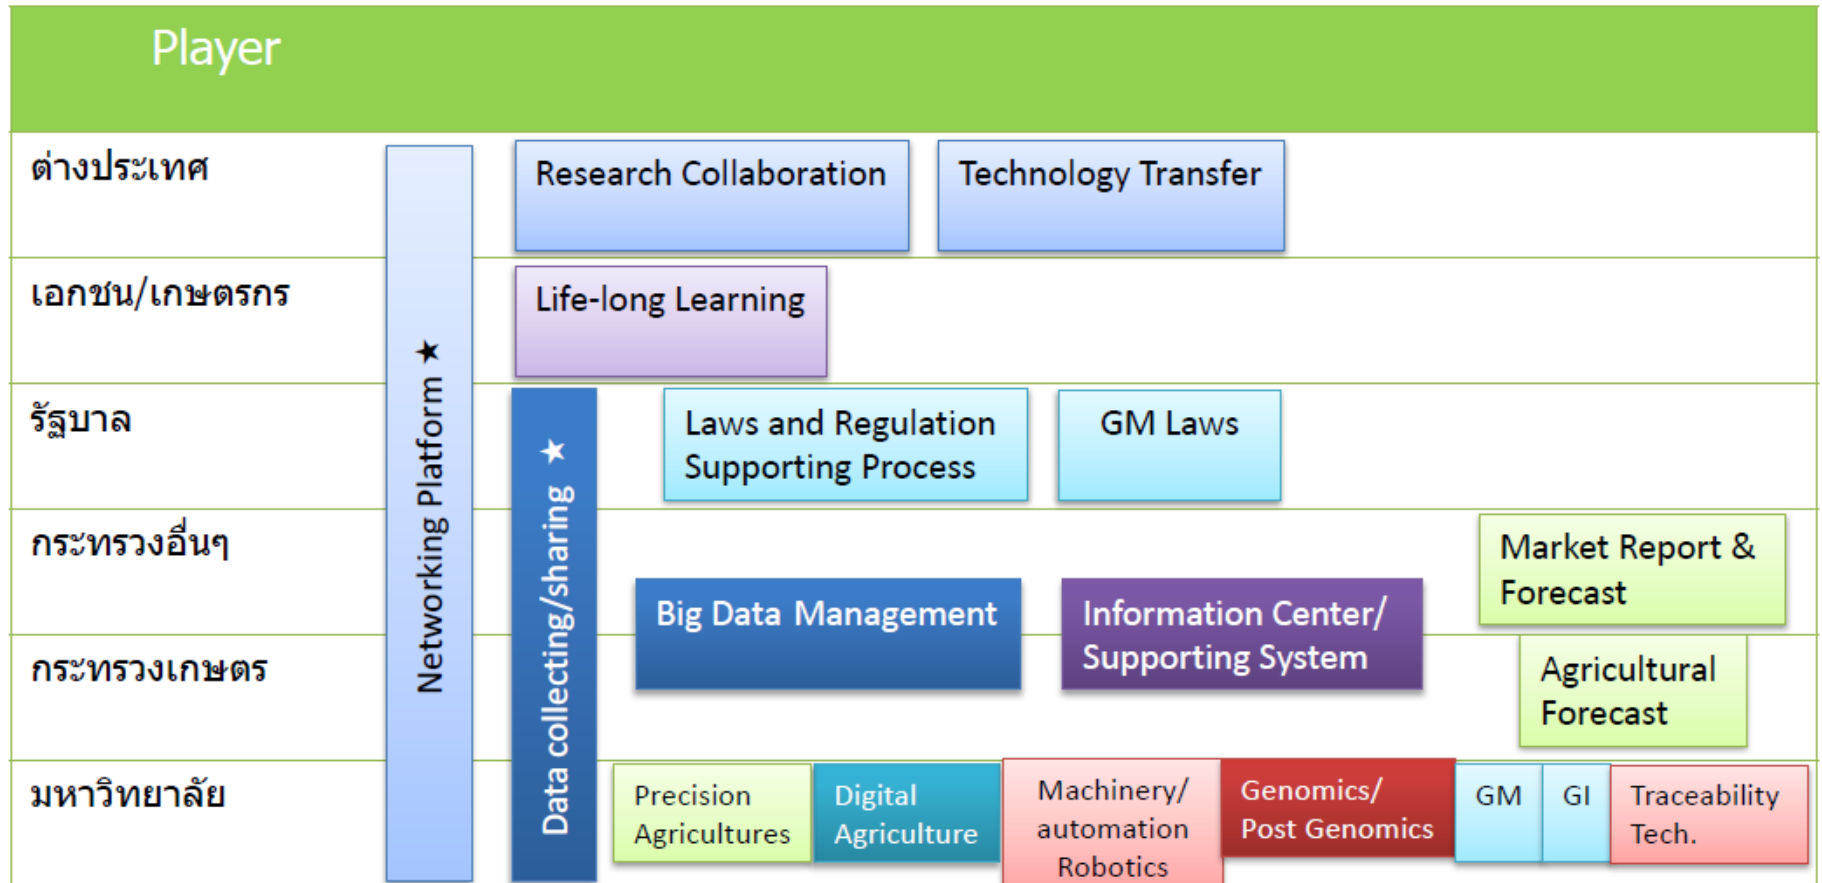 Player
ต่างประเทศ
Research Collaboration
Technology Transfer
เอกชน/เกษตรกร
Life-long Learning
Networking Platform ★
รัฐบาล
Data collecting/sharing ★
Laws and Regulation
Supporting Process
GM Laws
กระทรวงอื่นๆ
Market Report &
Forecast
Big Data Management
Information Center/
Supporting System
กระทรวงเกษตร
Agricultural
Forecast
มหาวิทยาลัย
Precision
Agricultures
Digital
Agriculture
Machinery/
automation
Robotics
Genomics/
Post Genomics
GM
GI
Traceability
Tech.